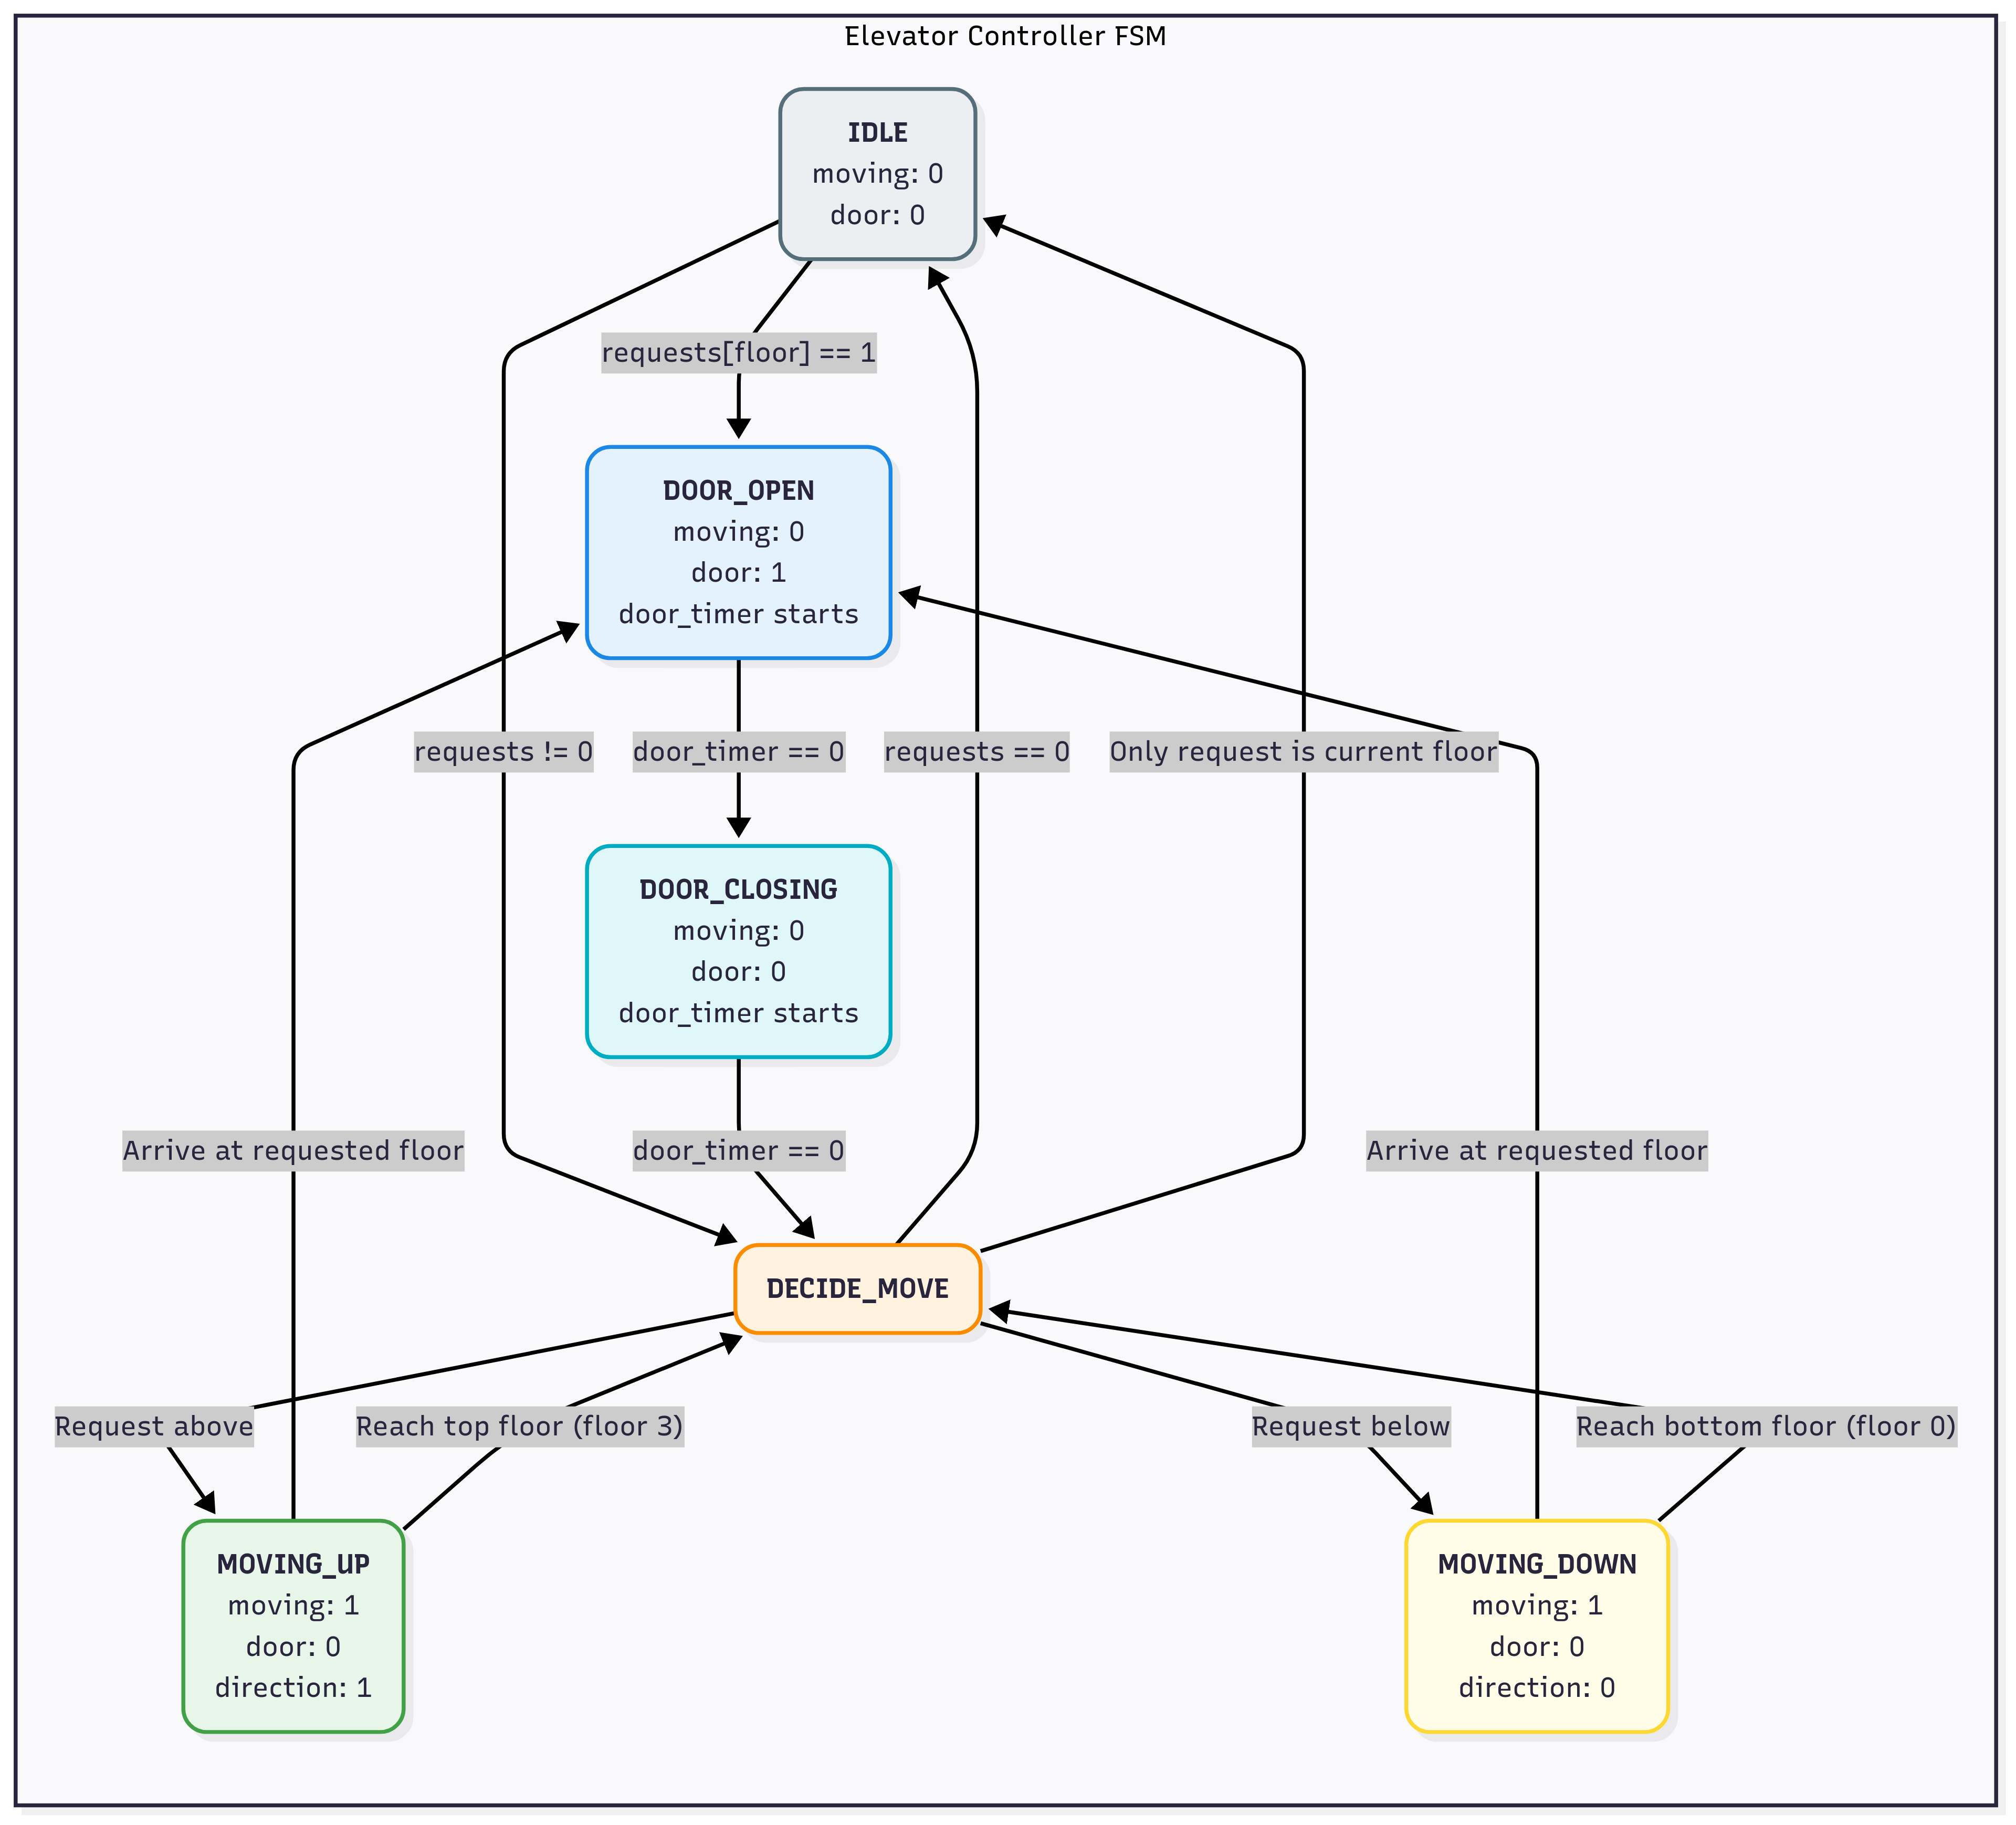 Elevator Controller FSM
IDLE
moving: 0
door: 0
requests[floor] == 1
DOOR_OPEN
moving: 0
door: 1
door_timer starts
requests != 0
door_timer == 0
requests == 0
Only request is current floor
DOOR_CLOSING
moving: 0
door: 0
door_timer starts
Arrive at requested floor
door_timer == 0
Arrive at requested floor
DECIDE_MOVE
Request above
Reach top floor (floor 3)
Request below
Reach bottom floor (floor 0)
MOVING_UP
moving: 1
door: 0
direction: 1
MOVING_DOWN
moving: 1
door: 0
direction: 0